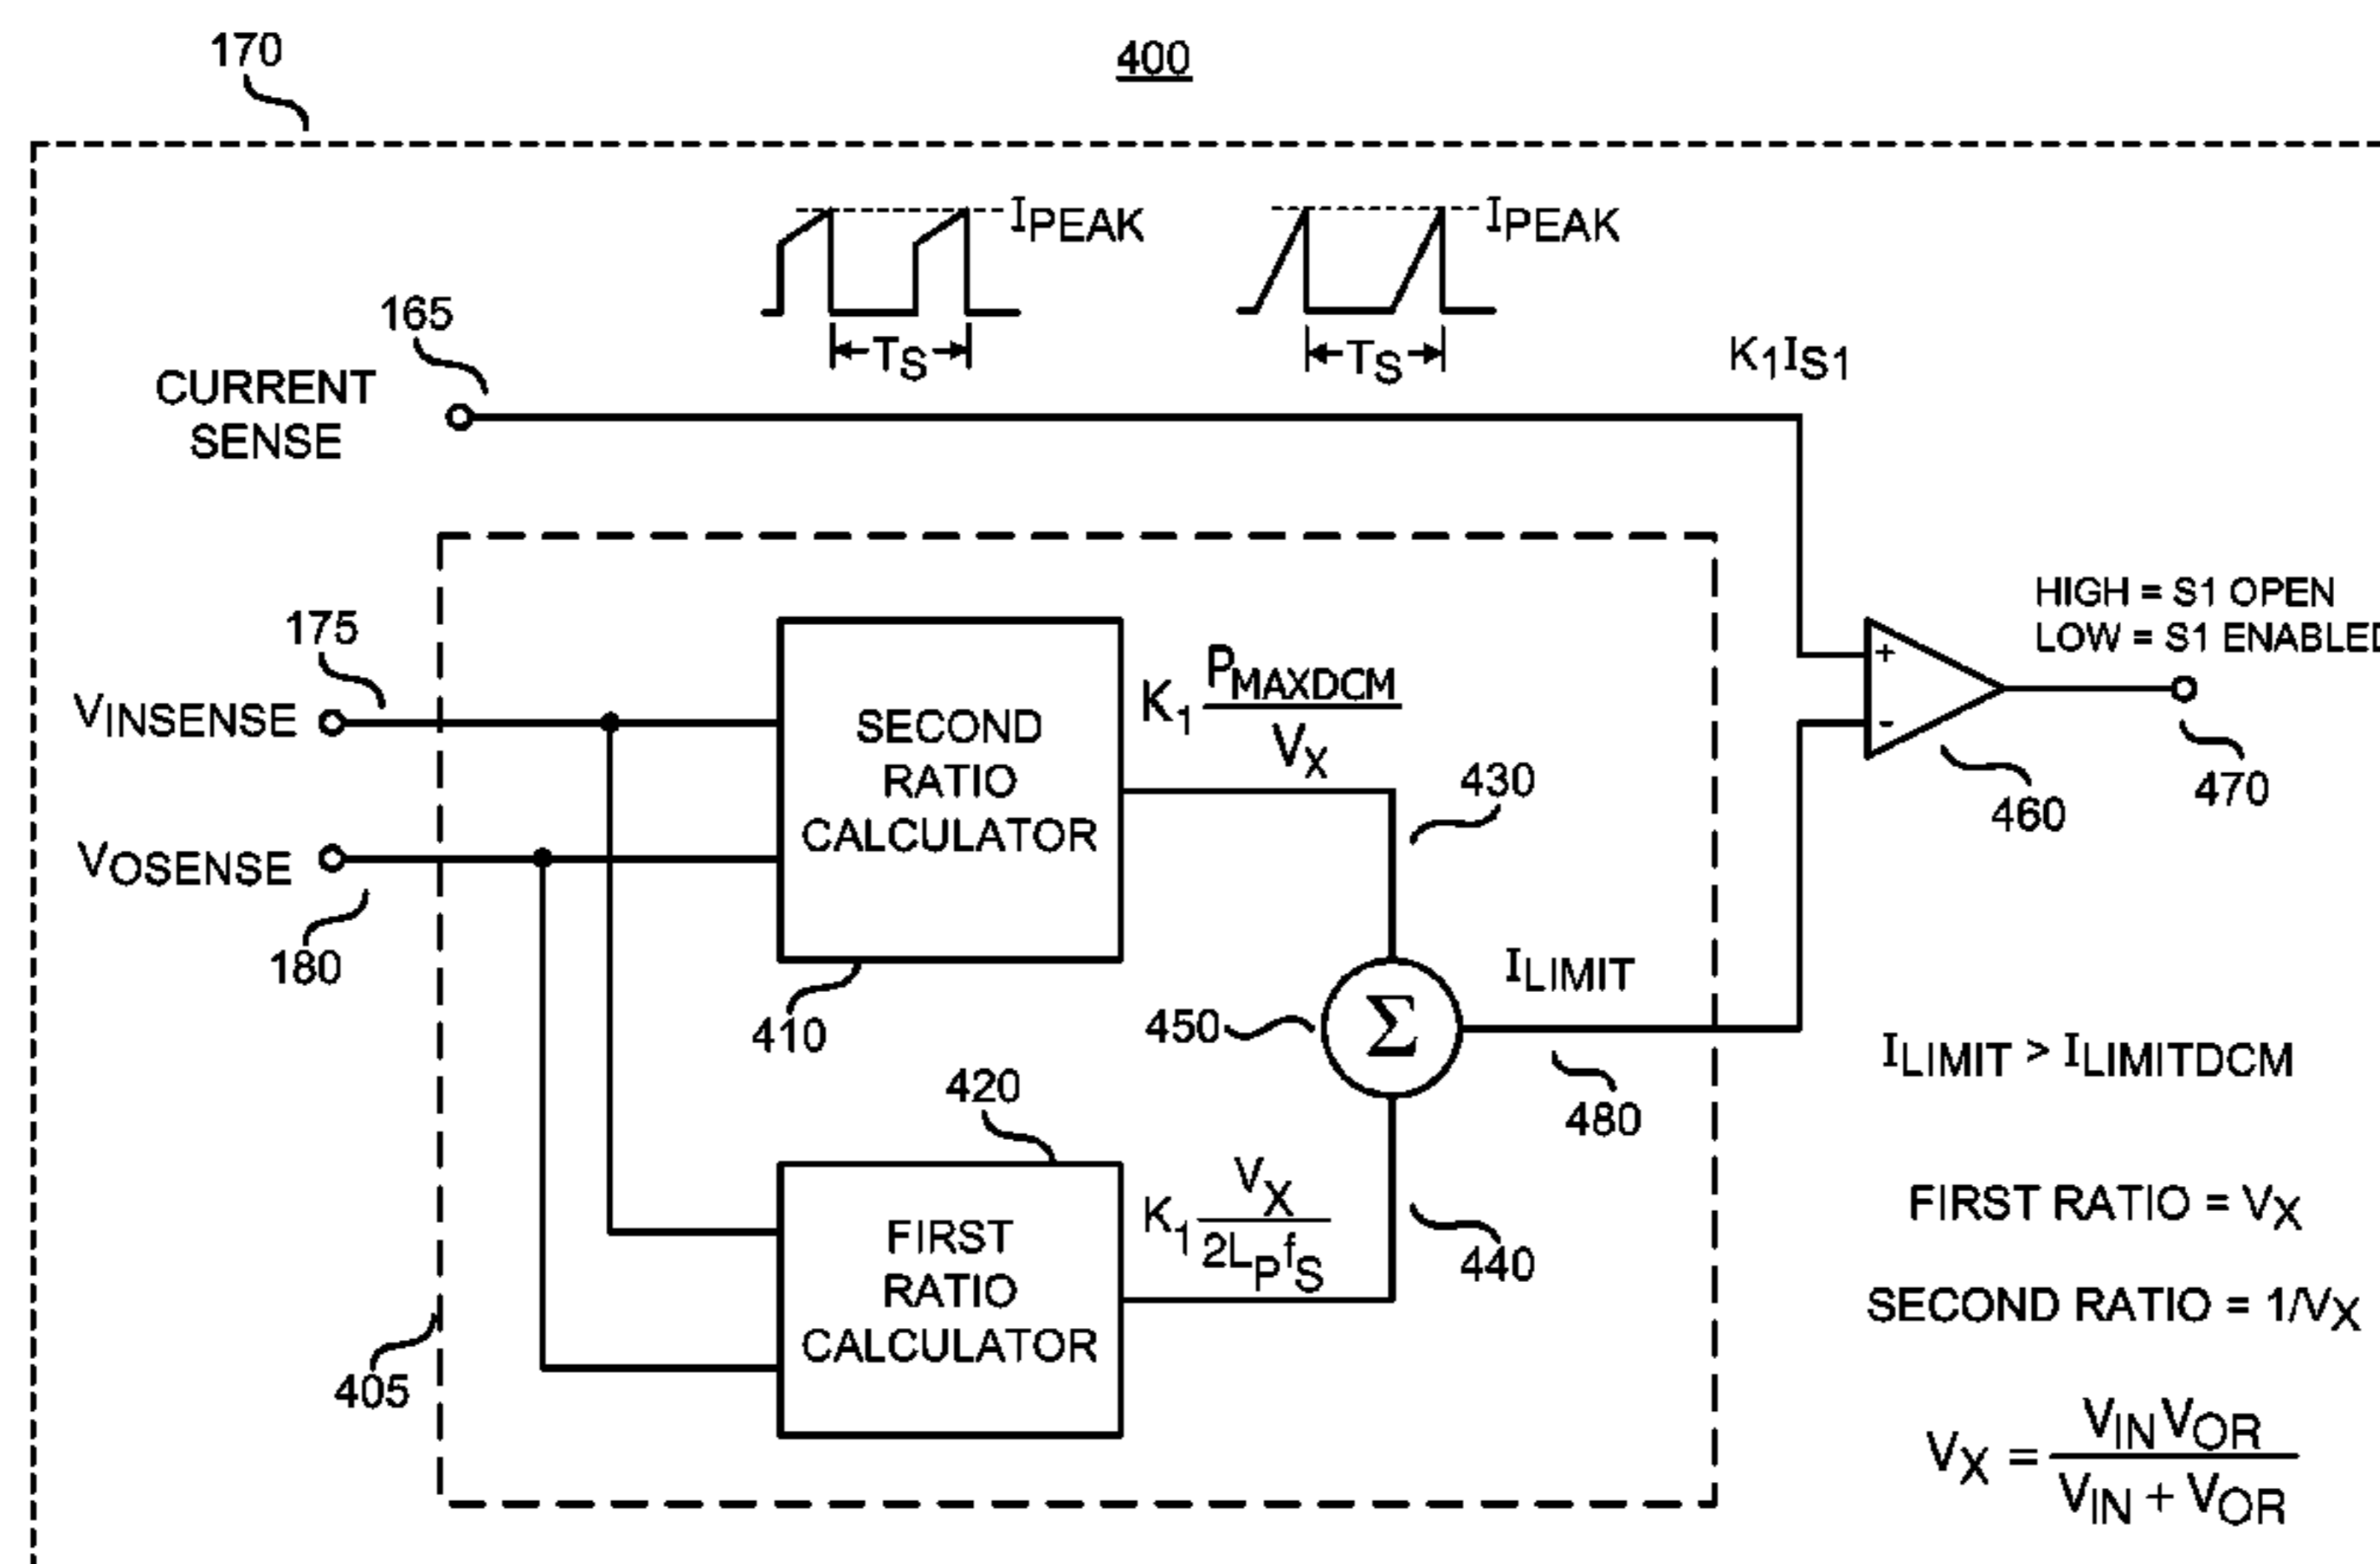 170
400
IPEAK
IPEAK
165
TS
TS
K1IS1
CURRENT
SENSE
HIGH = S1 OPEN
LOW = S1 ENABLED
175
VINSENSE
SECOND
RATIO
CALCULATOR
K1 PMAXDCM
VX
+
-
460
470
430
VOSENSE
180
410
450
Σ
ILIMIT
480
ILIMIT > ILIMITDCM
420
FIRST
RATIO
CALCULATOR
K1 VX
2LPfS
440
405
FIRST RATIO = VX
SECOND RATIO = 1/VX
VX = VINVOR
VIN + VOR